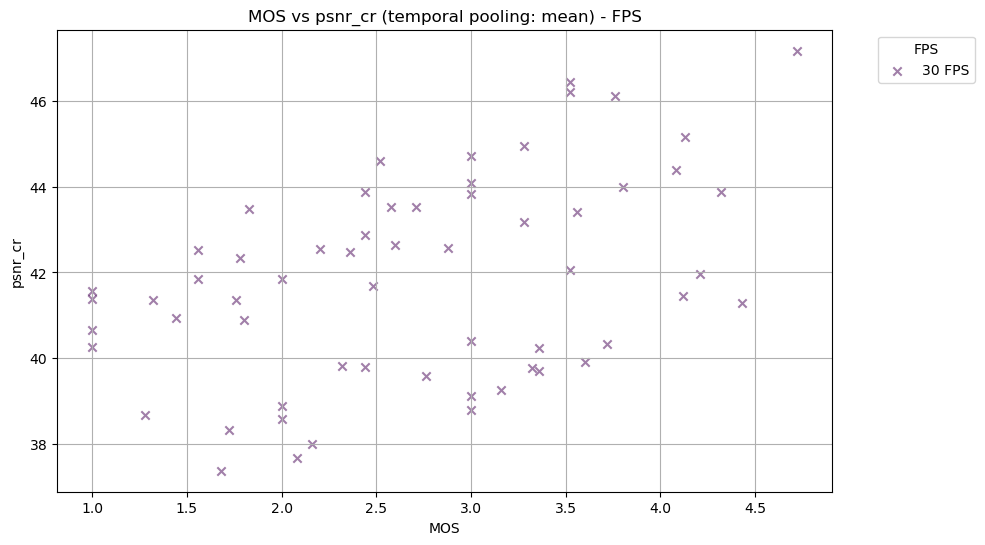 MOS vs psnr_cr (temporal pooling: mean) - FPS
FPS
30 FPS
psnr_cr
46
44
42
40
38
1.0 1.5 2.0 2.5 3.0 3.5 4.0 4.5
MOS